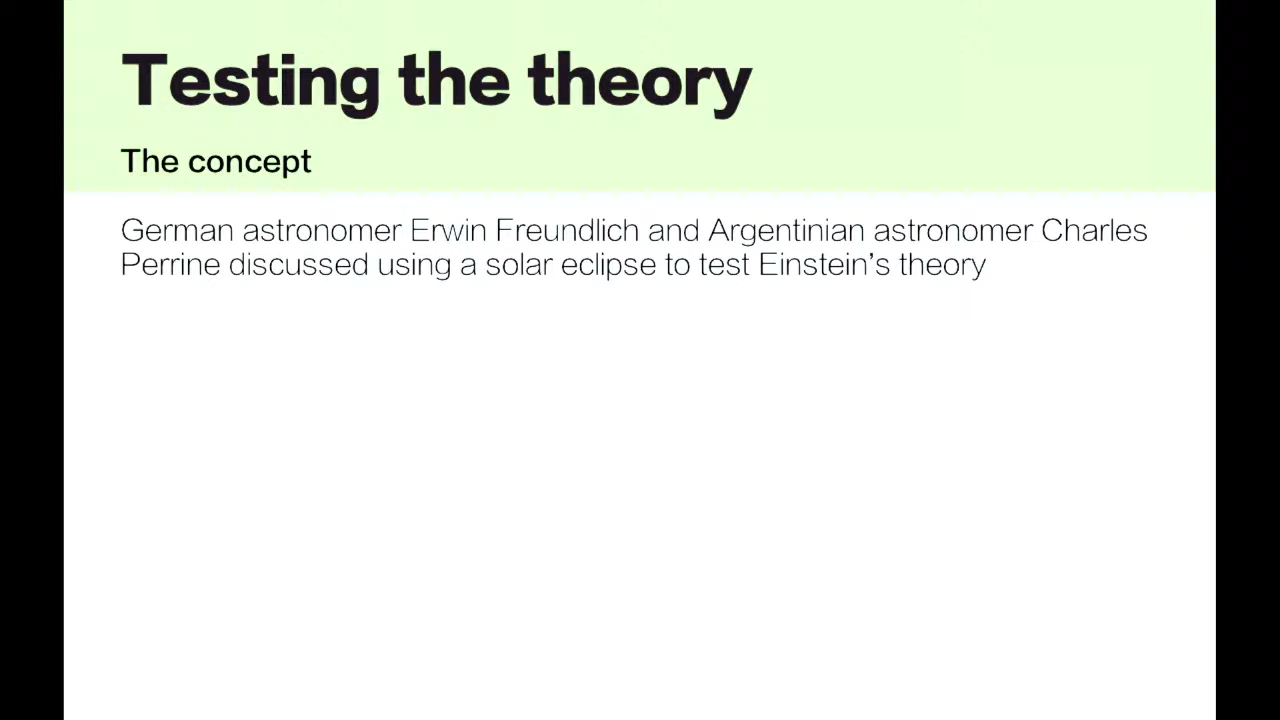 Testing the theory
The concept
German astronomer Erwin Freundlich and Argentinian astronomer Charles
Perrine discussed using a solar eclipse to test Einstein’s theory